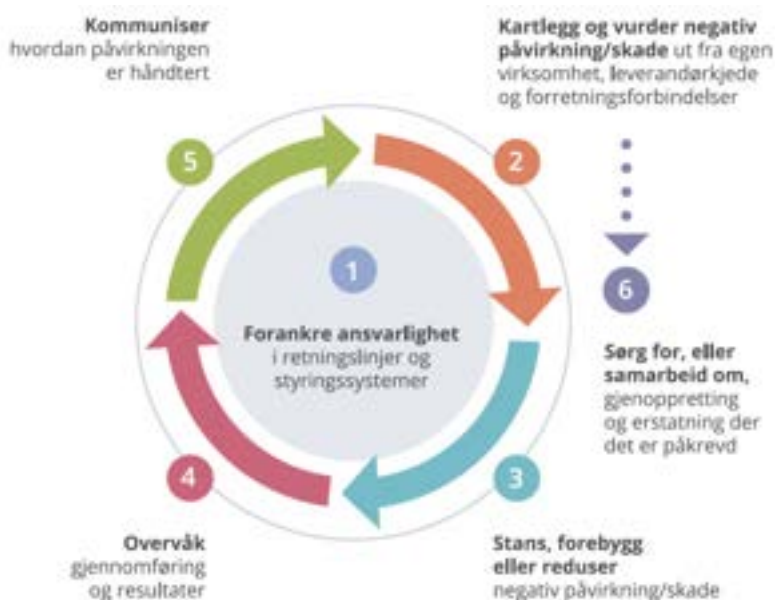 1
Forankre ansvarlighet
i retningslinjer og
styringssystemer
2
Kartlegg og vurder negativ
påvirkning/skade ut fra egen
virksomhet, leverandørkjede
og forretningsforbindelser
3
Stans, forebygg
eller reduser
negativ påvirkning/skade
4
Overvåk
gjennomføring
og resultater
5
Kommuniser
hvordan påvirkningen
er håndtert
6
Sørg for, eller
samarbeid om,
gjenoppretting
og erstatning der
det er påkrevd